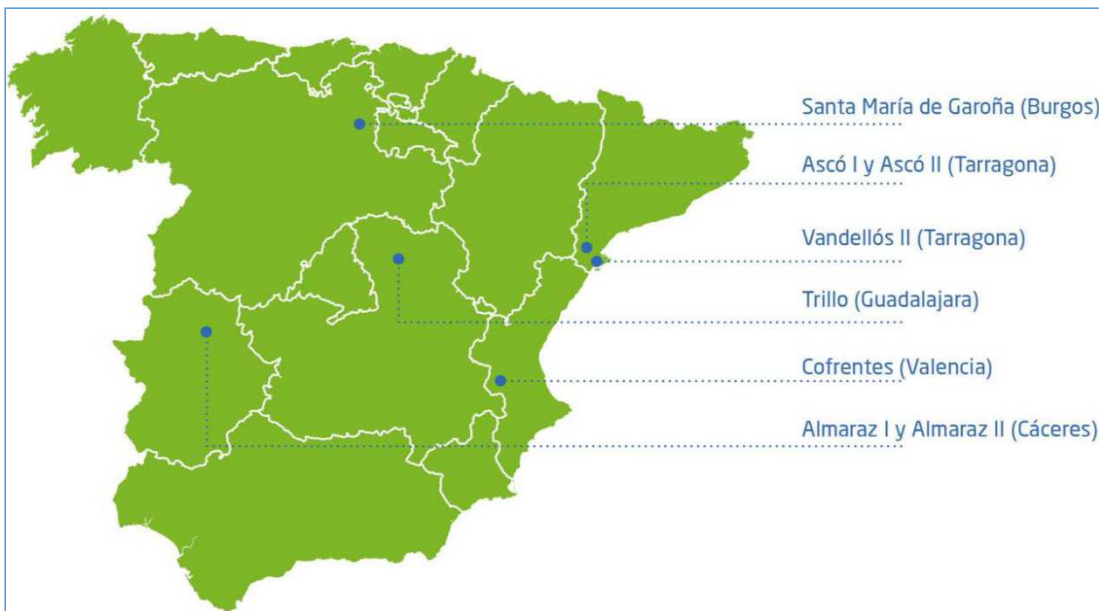 Santa María de Garoña (Burgos)
Ascó I y Ascó II (Tarragona)
Vandellós II (Tarragona)
Trillo (Guadalajara)
Cofrentes (Valencia)
Almaraz I y Almaraz II (Cáceres)